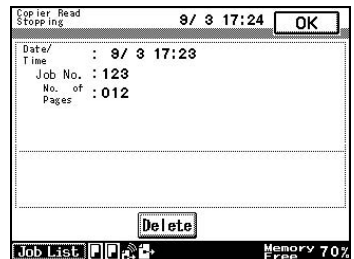 Copier Read
Stopping
9/ 3 17:24
OK
Date/
Time : 9/ 3 17:23
Job No. : 123
No. of
Pages : 012
Delete
Job List
Memory 70%
Free